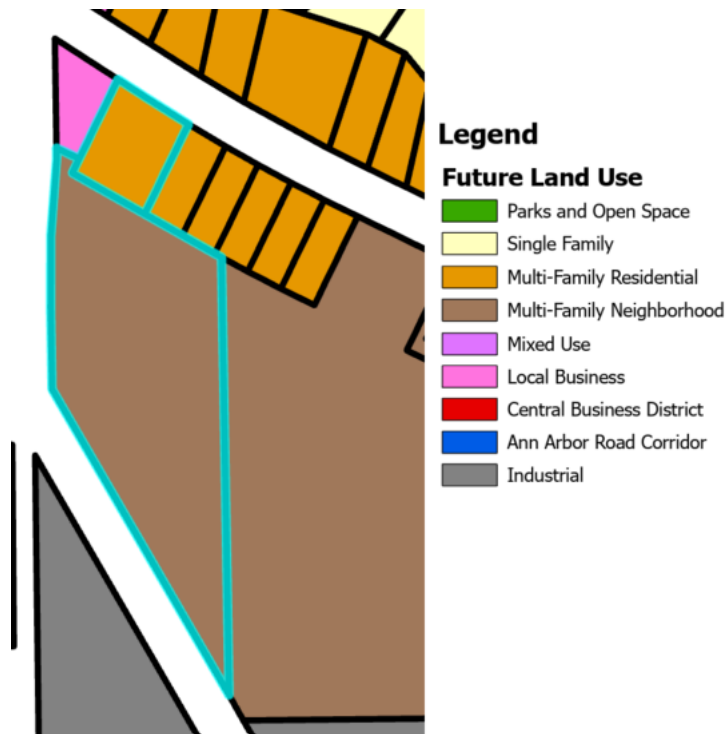 Legend
Future Land Use
Parks and Open Space
Single Family
Multi-Family Residential
Multi-Family Neighborhood
Mixed Use
Local Business
Central Business District
Ann Arbor Road Corridor
Industrial